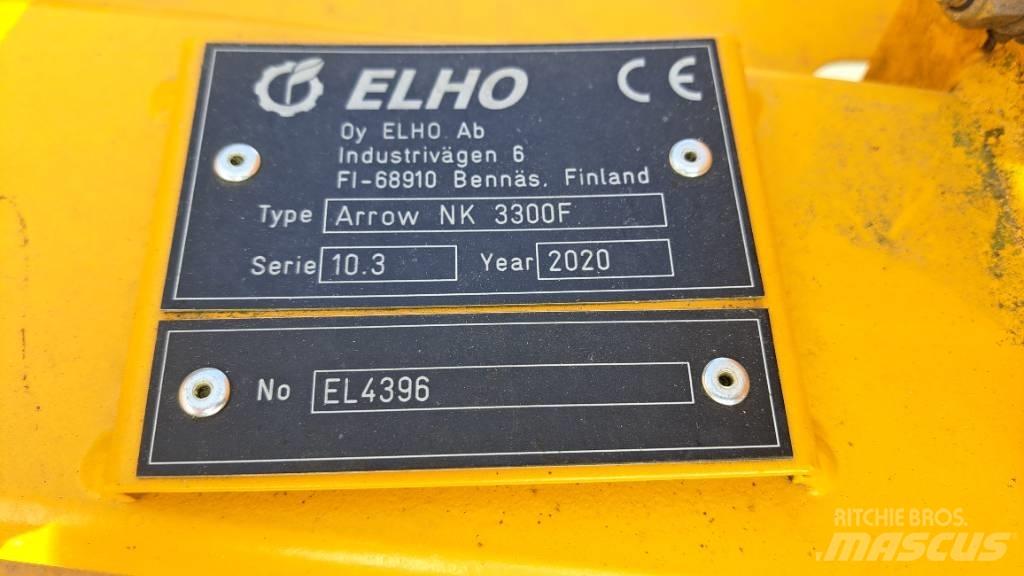 ELHO CE
Oy ELHO Ab
Industrivägen 6
FI-68910 Bennäs. Finland
Type Arrow NK 3300F
Serie 10.3 Year 2020
No EL4396
RITCHIE BROS.
MASCUS